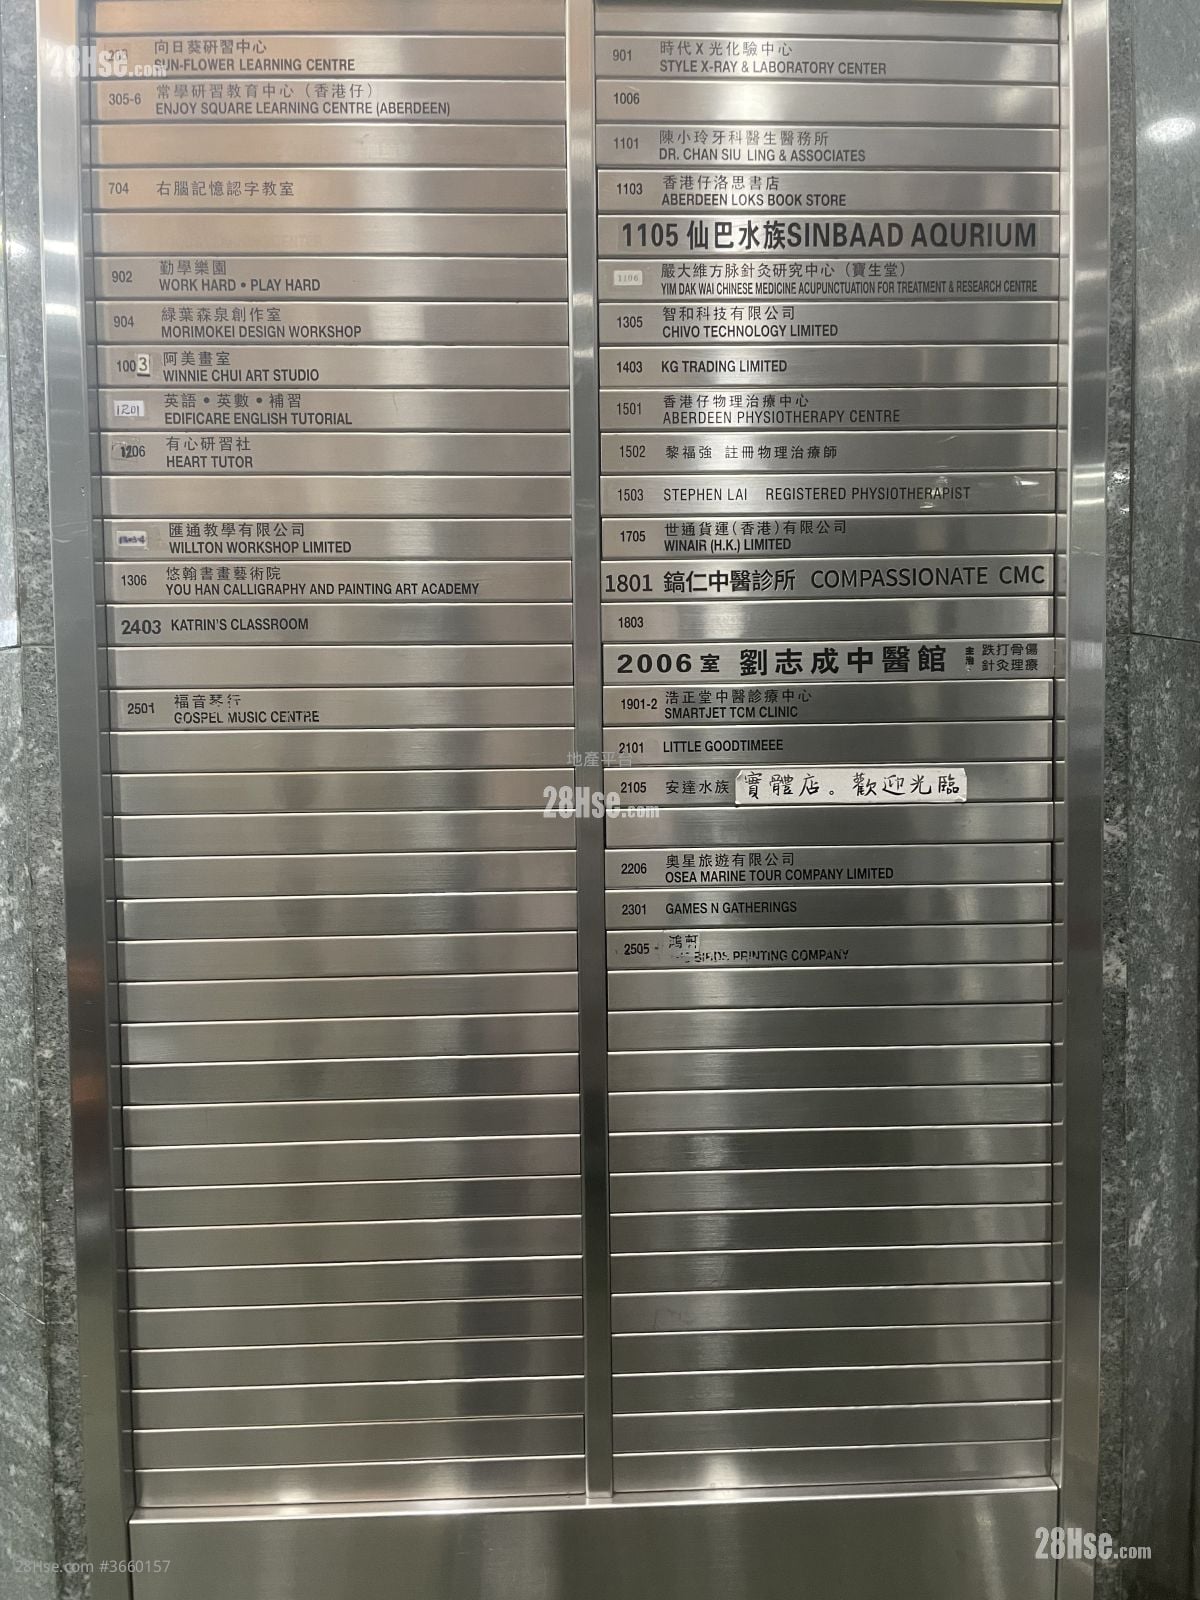 向日葵研習中心
SUN-FLOWER LEARNING CENTRE
305-6 常學研習教育中心（香港仔）
ENJOY SQUARE LEARNING CENTRE (ABERDEEN)
704 右腦記憶認字教室
902 勤學樂園
WORK HARD • PLAY HARD
904 綠葉森泉創作室
MORIMOKEI DESIGN WORKSHOP
1003 阿美畫室
WINNIE CHUI ART STUDIO
1201 英語 • 英數 • 補習
EDIFICARE ENGLISH TUTORIAL
1206 有心研習社
HEART TUTOR
匯通教學有限公司
WILLTON WORKSHOP LIMITED
1306 悠翰書畫藝術院
YOU HAN CALLIGRAPHY AND PAINTING ART ACADEMY
2403 KATRIN'S CLASSROOM
2501 福音琴行
GOSPEL MUSIC CENTRE
901 時代X光化驗中心
STYLE X-RAY & LABORATORY CENTER
1006
1101 陳小玲牙科醫生醫務所
DR. CHAN SIU LING & ASSOCIATES
1103 香港仔洛思書店
ABERDEEN LOKS BOOK STORE
1105 仙巴水族SINBAAD AQURIUM
1106 嚴大維方脉針灸研究中心（寶生堂）
YIM DAK WAI CHINESE MEDICINE ACUPUNCTUATION FOR TREATMENT & RESEARCH CENTRE
1305 智和科技有限公司
CHIVO TECHNOLOGY LIMITED
1403 KG TRADING LIMITED
1501 香港仔物理治療中心
ABERDEEN PHYSIOTHERAPY CENTRE
1502 黎福強 註冊物理治療師
1503 STEPHEN LAI REGISTERED PHYSIOTHERAPIST
1705 世通貨運（香港）有限公司
WINAIR (H.K.) LIMITED
1801 鎬仁中醫診所 COMPASSIONATE CMC
1803
2006室 劉志成中醫館 主治: 跌打骨傷
針灸理療
1901-2 浩正堂中醫診療中心
SMARTJET TCM CLINIC
2101 LITTLE GOODTIMEEE
2105 安達水族 實體店。歡迎光臨
2206 奧星旅遊有限公司
OSEA MARINE TOUR COMPANY LIMITED
2301 GAMES N GATHERINGS
2505 鴻軒
BIRDS PRINTING COMPANY
28Hse.com
地產平台
28Hse.com
28Hse.com #3660157
28Hse.com